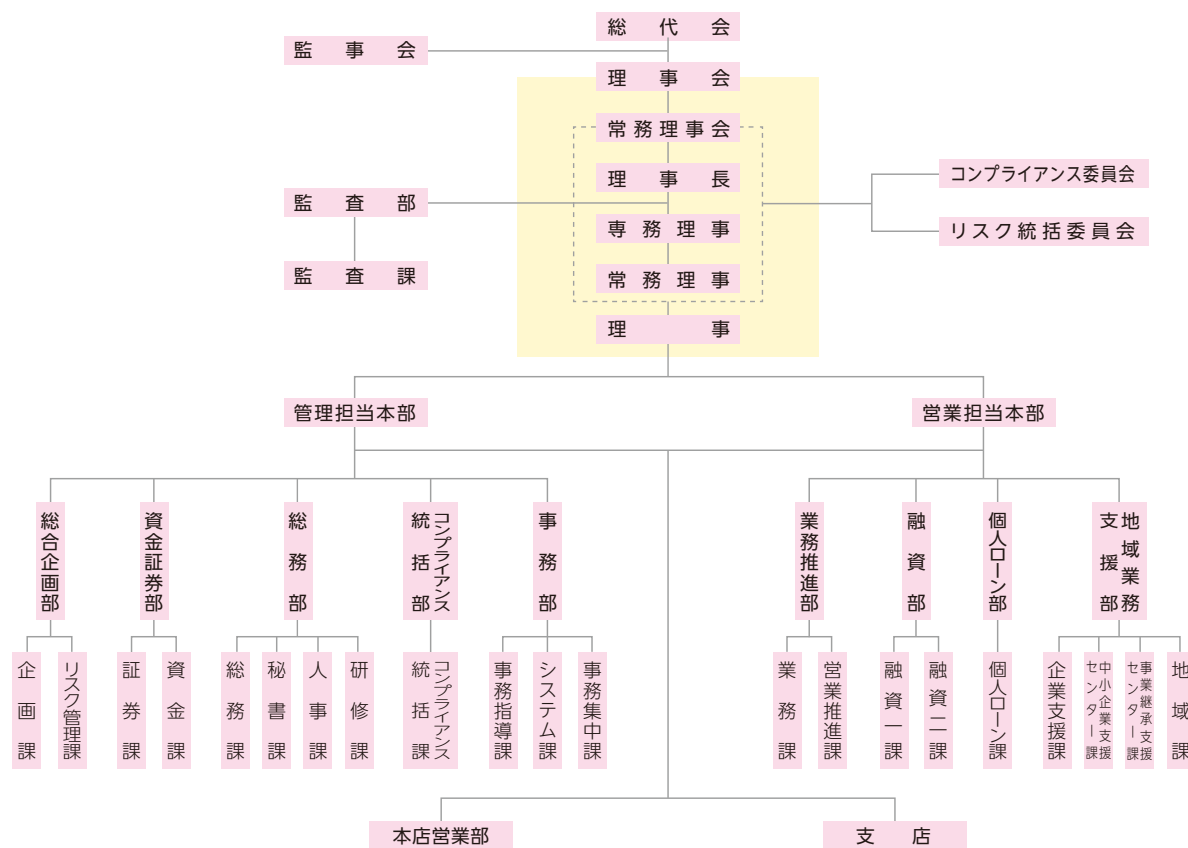 総代会
監事会
理事会
常務理事会
理事長
コンプライアンス委員会
監査部
専務理事
リスク統括委員会
監査課
常務理事
理事
管理担当本部
営業担当本部
総合企画部
資金証券部
総務部
コンプライアンス
統括部
事務部
業務推進部
融資部
個人ローン部
地域業務
支援部
企画課
リスク管理課
証券課
資金課
総務課
秘書課
人事課
研修課
コンプライアンス
統括課
事務指導課
システム課
事務集中課
業務課
営業推進課
融資一課
融資二課
個人ローン課
企業支援課
中小企業支援
センター課
事業継承支援
センター課
地域課
本店営業部
支店